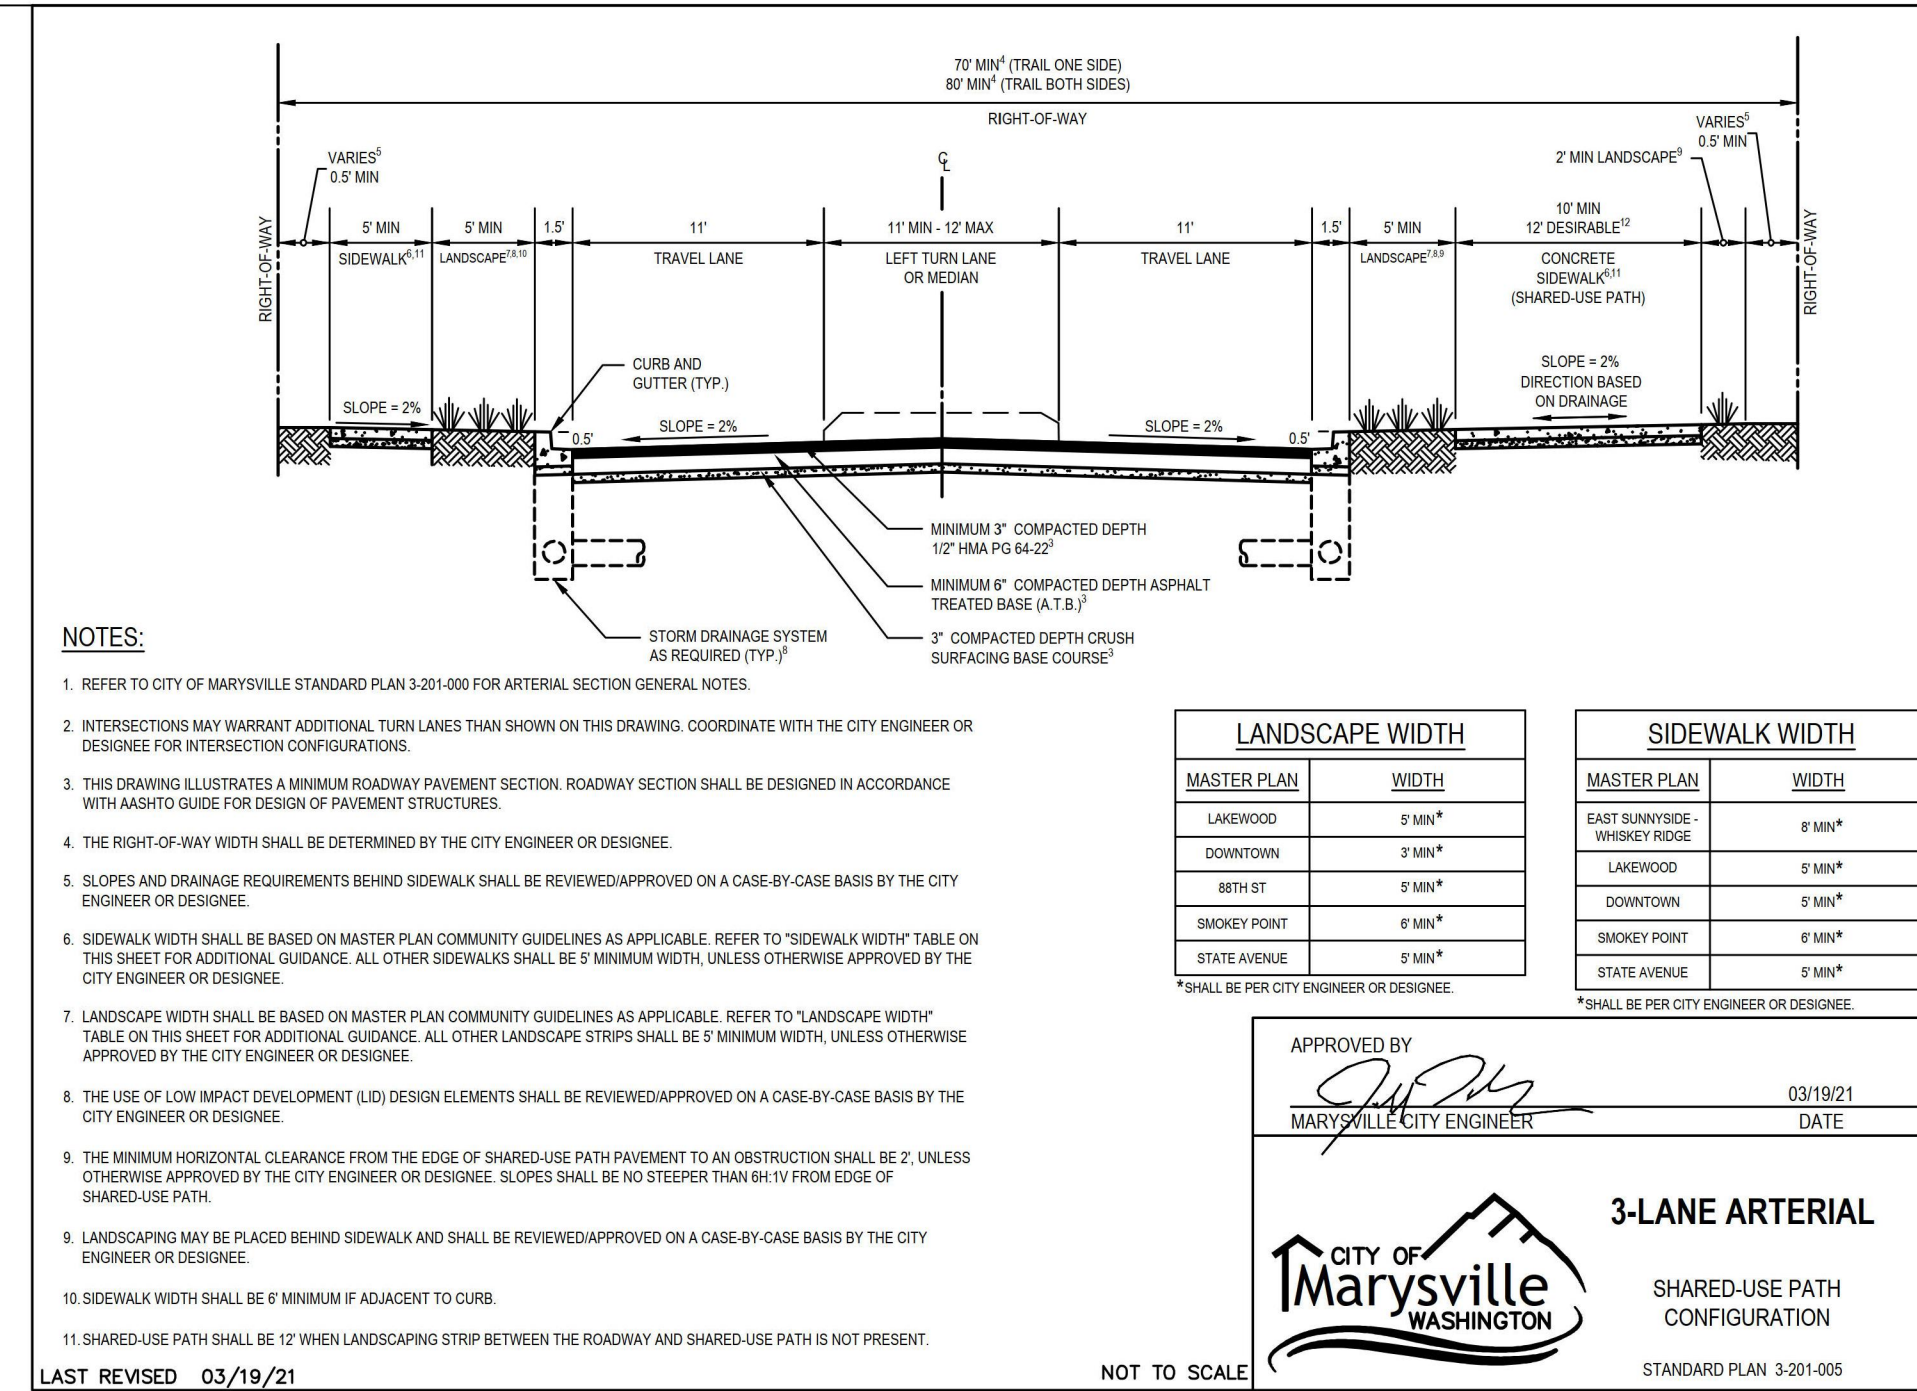 70' MIN4 (TRAIL ONE SIDE)
80' MIN4 (TRAIL BOTH SIDES)
RIGHT-OF-WAY
VARIES5
0.5' MIN
VARIES5
0.5' MIN
2' MIN LANDSCAPE9
CL
RIGHT-OF-WAY
5' MIN
SIDEWALK6,11
5' MIN
LANDSCAPE7,8,10
1.5'
11'
TRAVEL LANE
11' MIN - 12' MAX
LEFT TURN LANE
OR MEDIAN
11'
TRAVEL LANE
1.5'
5' MIN
LANDSCAPE7,8,9
10' MIN
12' DESIRABLE12
CONCRETE
SIDEWALK6,11
(SHARED-USE PATH)
RIGHT-OF-WAY
CURB AND
GUTTER (TYP.)
SLOPE = 2%
DIRECTION BASED
ON DRAINAGE
SLOPE = 2%
0.5'
SLOPE = 2%
SLOPE = 2%
0.5'
MINIMUM 3" COMPACTED DEPTH
1/2" HMA PG 64-223
MINIMUM 6" COMPACTED DEPTH ASPHALT
TREATED BASE (A.T.B.)3
3" COMPACTED DEPTH CRUSH
SURFACING BASE COURSE3
STORM DRAINAGE SYSTEM
AS REQUIRED (TYP.)8
NOTES:
1. REFER TO CITY OF MARYSVILLE STANDARD PLAN 3-201-000 FOR ARTERIAL SECTION GENERAL NOTES.
2. INTERSECTIONS MAY WARRANT ADDITIONAL TURN LANES THAN SHOWN ON THIS DRAWING. COORDINATE WITH THE CITY ENGINEER OR
DESIGNEE FOR INTERSECTION CONFIGURATIONS.
3. THIS DRAWING ILLUSTRATES A MINIMUM ROADWAY PAVEMENT SECTION. ROADWAY SECTION SHALL BE DESIGNED IN ACCORDANCE
WITH AASHTO GUIDE FOR DESIGN OF PAVEMENT STRUCTURES.
4. THE RIGHT-OF-WAY WIDTH SHALL BE DETERMINED BY THE CITY ENGINEER OR DESIGNEE.
5. SLOPES AND DRAINAGE REQUIREMENTS BEHIND SIDEWALK SHALL BE REVIEWED/APPROVED ON A CASE-BY-CASE BASIS BY THE CITY
ENGINEER OR DESIGNEE.
6. SIDEWALK WIDTH SHALL BE BASED ON MASTER PLAN COMMUNITY GUIDELINES AS APPLICABLE. REFER TO "SIDEWALK WIDTH" TABLE ON
THIS SHEET FOR ADDITIONAL GUIDANCE. ALL OTHER SIDEWALKS SHALL BE 5' MINIMUM WIDTH, UNLESS OTHERWISE APPROVED BY THE
CITY ENGINEER OR DESIGNEE.
7. LANDSCAPE WIDTH SHALL BE BASED ON MASTER PLAN COMMUNITY GUIDELINES AS APPLICABLE. REFER TO "LANDSCAPE WIDTH"
TABLE ON THIS SHEET FOR ADDITIONAL GUIDANCE. ALL OTHER LANDSCAPE STRIPS SHALL BE 5' MINIMUM WIDTH, UNLESS OTHERWISE
APPROVED BY THE CITY ENGINEER OR DESIGNEE.
8. THE USE OF LOW IMPACT DEVELOPMENT (LID) DESIGN ELEMENTS SHALL BE REVIEWED/APPROVED ON A CASE-BY-CASE BASIS BY THE
CITY ENGINEER OR DESIGNEE.
9. THE MINIMUM HORIZONTAL CLEARANCE FROM THE EDGE OF SHARED-USE PATH PAVEMENT TO AN OBSTRUCTION SHALL BE 2', UNLESS
OTHERWISE APPROVED BY THE CITY ENGINEER OR DESIGNEE. SLOPES SHALL BE NO STEEPER THAN 6H:1V FROM EDGE OF
SHARED-USE PATH.
9. LANDSCAPING MAY BE PLACED BEHIND SIDEWALK AND SHALL BE REVIEWED/APPROVED ON A CASE-BY-CASE BASIS BY THE CITY
ENGINEER OR DESIGNEE.
10. SIDEWALK WIDTH SHALL BE 6' MINIMUM IF ADJACENT TO CURB.
11. SHARED-USE PATH SHALL BE 12' WHEN LANDSCAPING STRIP BETWEEN THE ROADWAY AND SHARED-USE PATH IS NOT PRESENT.
LAST REVISED 03/19/21
NOT TO SCALE
LANDSCAPE WIDTH
MASTER PLAN WIDTH
LAKEWOOD 5' MIN*
DOWNTOWN 3' MIN*
88TH ST 5' MIN*
SMOKEY POINT 6' MIN*
STATE AVENUE 5' MIN*
*SHALL BE PER CITY ENGINEER OR DESIGNEE.
SIDEWALK WIDTH
MASTER PLAN WIDTH
EAST SUNNYSIDE -
WHISKEY RIDGE 8' MIN*
LAKEWOOD 5' MIN*
DOWNTOWN 5' MIN*
SMOKEY POINT 6' MIN*
STATE AVENUE 5' MIN*
*SHALL BE PER CITY ENGINEER OR DESIGNEE.
APPROVED BY
03/19/21
MARYSVILLE CITY ENGINEER DATE
CITY OF
Marysville
WASHINGTON
3-LANE ARTERIAL
SHARED-USE PATH
CONFIGURATION
STANDARD PLAN 3-201-005